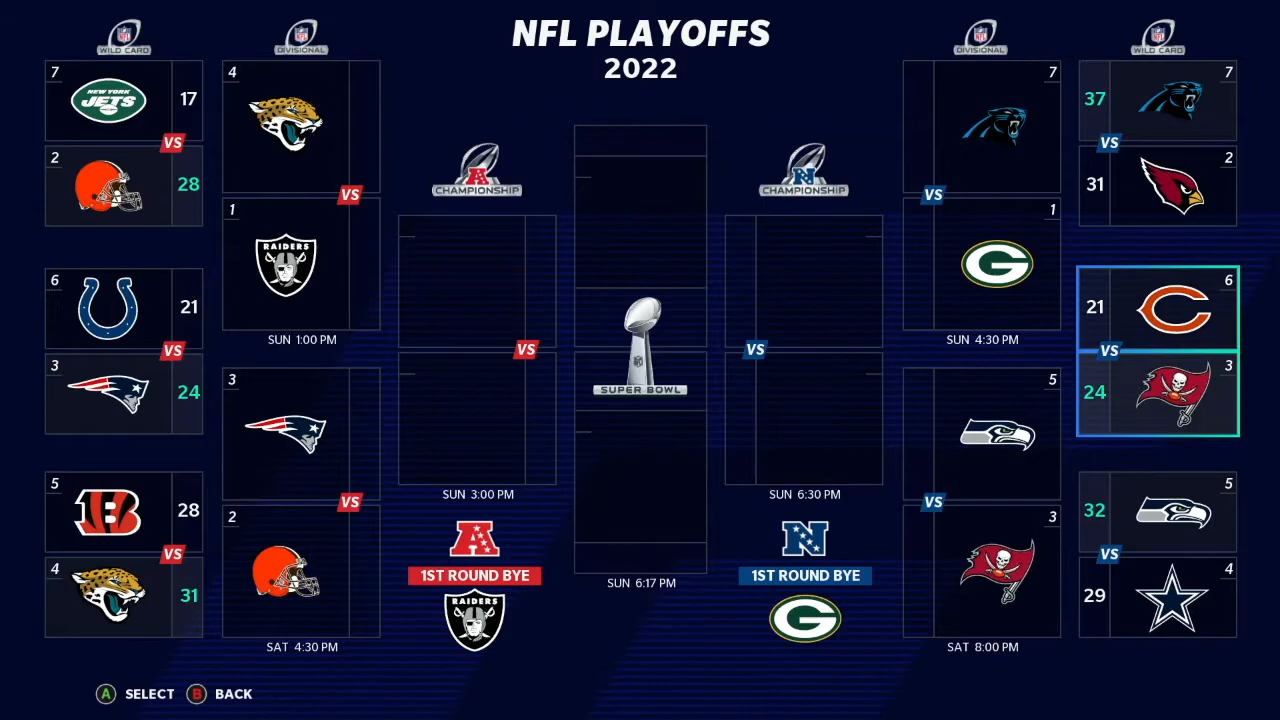 NFL PLAYOFFS
2022
WILD CARD
DIVISIONAL
DIVISIONAL
WILD CARD
7
NEW YORK
JETS
17
VS
2
28
6
21
VS
3
24
5
B
28
VS
4
31
4
VS
1
RAIDERS
SUN 1:00 PM
3
VS
2
SAT 4:30 PM
A
CHAMPIONSHIP
VS
SUN 3:00 PM
A
1ST ROUND BYE
RAIDERS
NFL
SUPER BOWL
SUN 6:17 PM
N
CHAMPIONSHIP
VS
SUN 6:30 PM
N
1ST ROUND BYE
G
7
VS
1
G
SUN 4:30 PM
5
VS
3
SAT 8:00 PM
37
7
VS
31
2
21
C
6
VS
24
3
32
5
VS
29
4
A SELECT B BACK